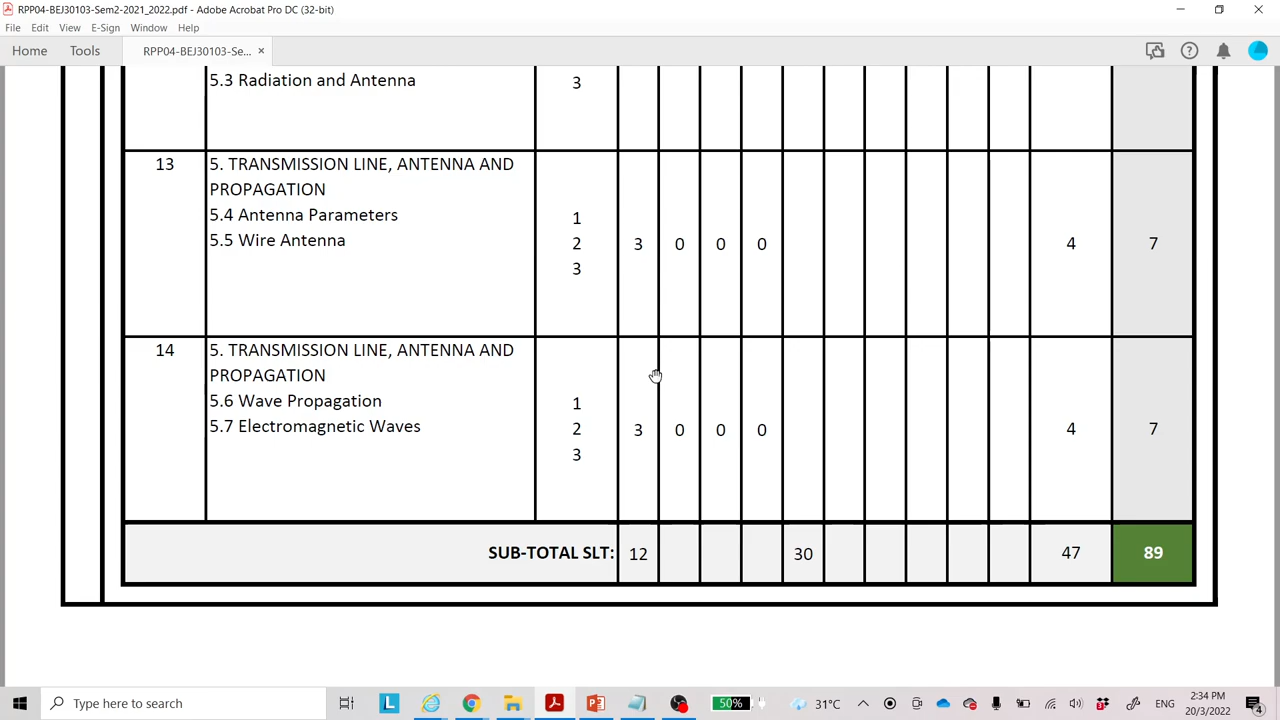 RPP04-BEJ30103-Sem2-2021_2022.pdf - Adobe Acrobat Pro DC (32-bit)
File Edit View E-Sign Window Help
Home Tools RPP04-BEJ30103-Se... ×
5.3 Radiation and Antenna 3
13 5. TRANSMISSION LINE, ANTENNA AND
PROPAGATION
5.4 Antenna Parameters 1
5.5 Wire Antenna 2 3 0 0 0 4 7
3
14 5. TRANSMISSION LINE, ANTENNA AND
PROPAGATION
5.6 Wave Propagation 1
5.7 Electromagnetic Waves 2 3 0 0 0 4 7
3
SUB-TOTAL SLT: 12 30 47 89
Type here to search L 50% 31°C ENG 2:34 PM
20/3/2022 4